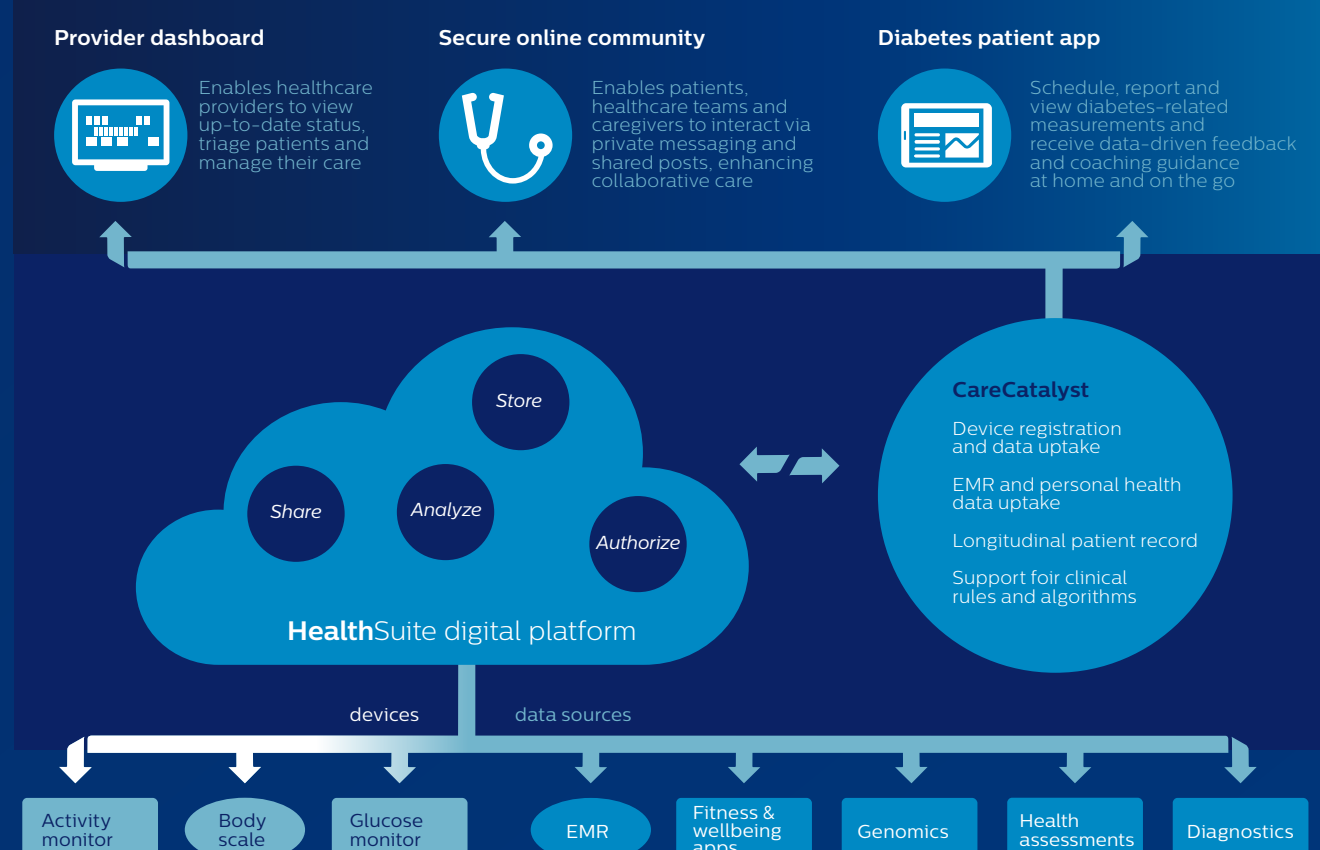 Provider dashboard
Enables healthcare
providers to view
up-to-date status,
triage patients and
manage their care
Secure online community
Enables patients,
healthcare teams and
caregivers to interact via
private messaging and
shared posts, enhancing
collaborative care
Diabetes patient app
Schedule, report and
view diabetes-related
measurements and
receive data-driven feedback
and coaching guidance
at home and on the go
Store
Share
Analyze
Authorize
HealthSuite digital platform
CareCatalyst
Device registration
and data uptake
EMR and personal health
data uptake
Longitudinal patient record
Support foir clinical
rules and algorithms
devices
data sources
Activity
monitor
Body
scale
Glucose
monitor
EMR
Fitness &
wellbeing
apps
Genomics
Health
assessments
Diagnostics